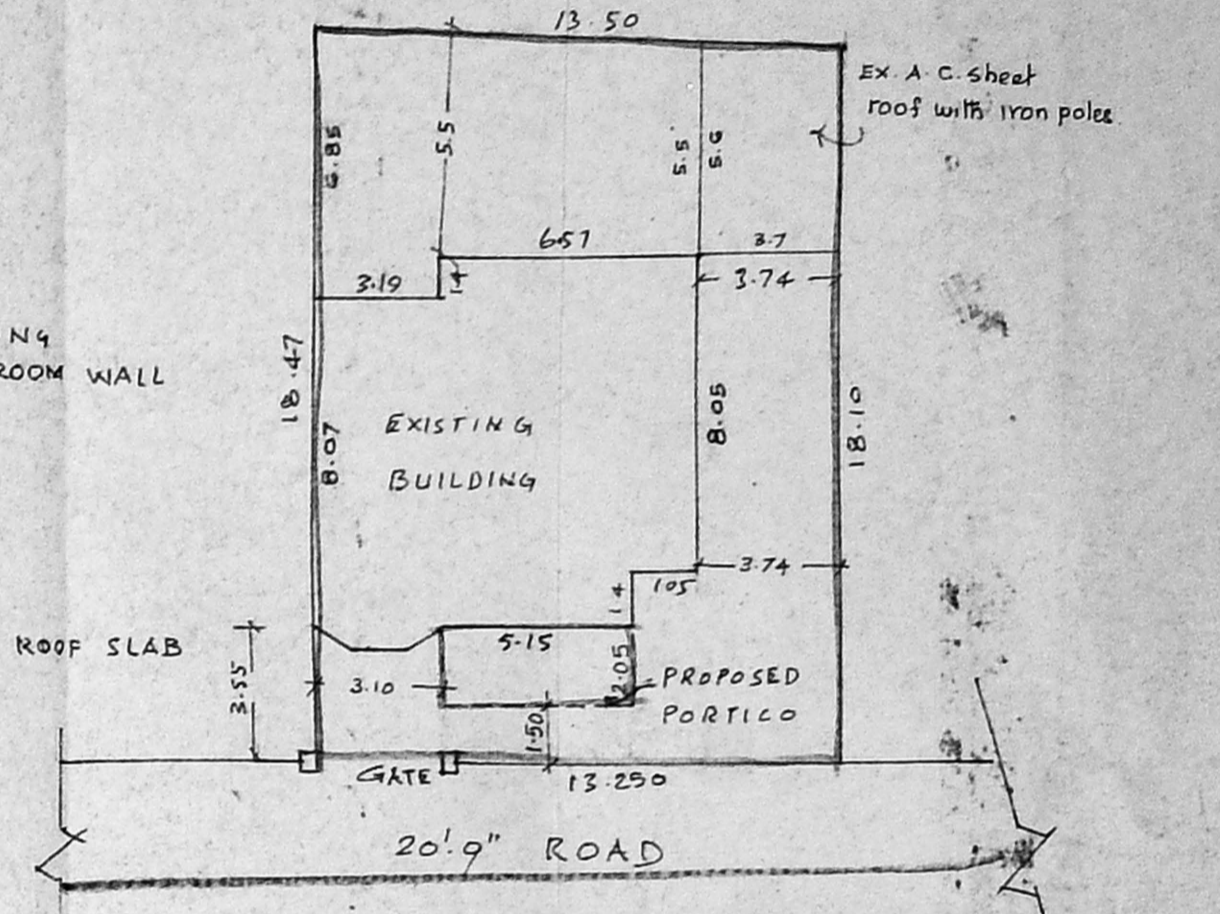 13.50
EX. A.C. sheet
roof with iron poles
6.85
5.5
5.5
5.6
6.57
3.7
3.19
1.4
3.74
NG
ROOM WALL
18.47
8.07
EXISTING
BUILDING
8.05
18.10
3.74
1.05
1.4
ROOF SLAB
5.15
3.55
3.10
2.05
PROPOSED
PORTICO
1.50
GATE
13.250
20'.9" ROAD